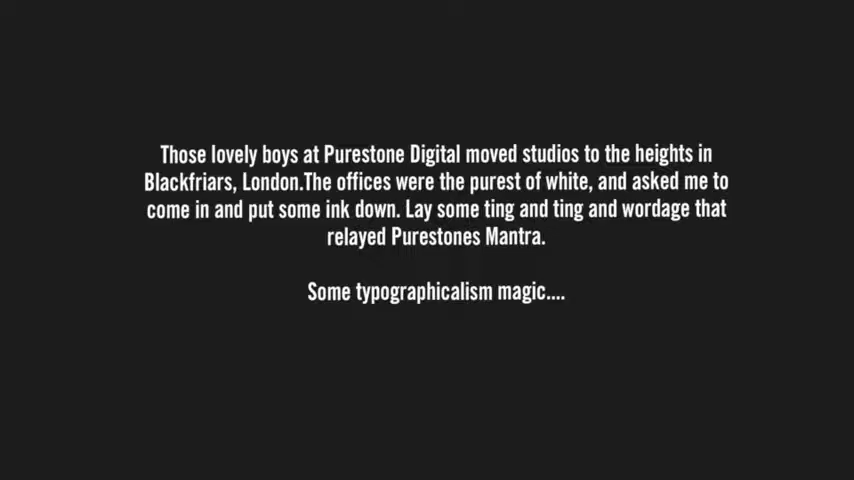 Those lovely boys at Purestone Digital moved studios to the heights in
Blackfriars, London.The offices were the purest of white, and asked me to
come in and put some ink down. Lay some ting and ting and wordage that
relayed Purestones Mantra.
Some typographicalism magic....